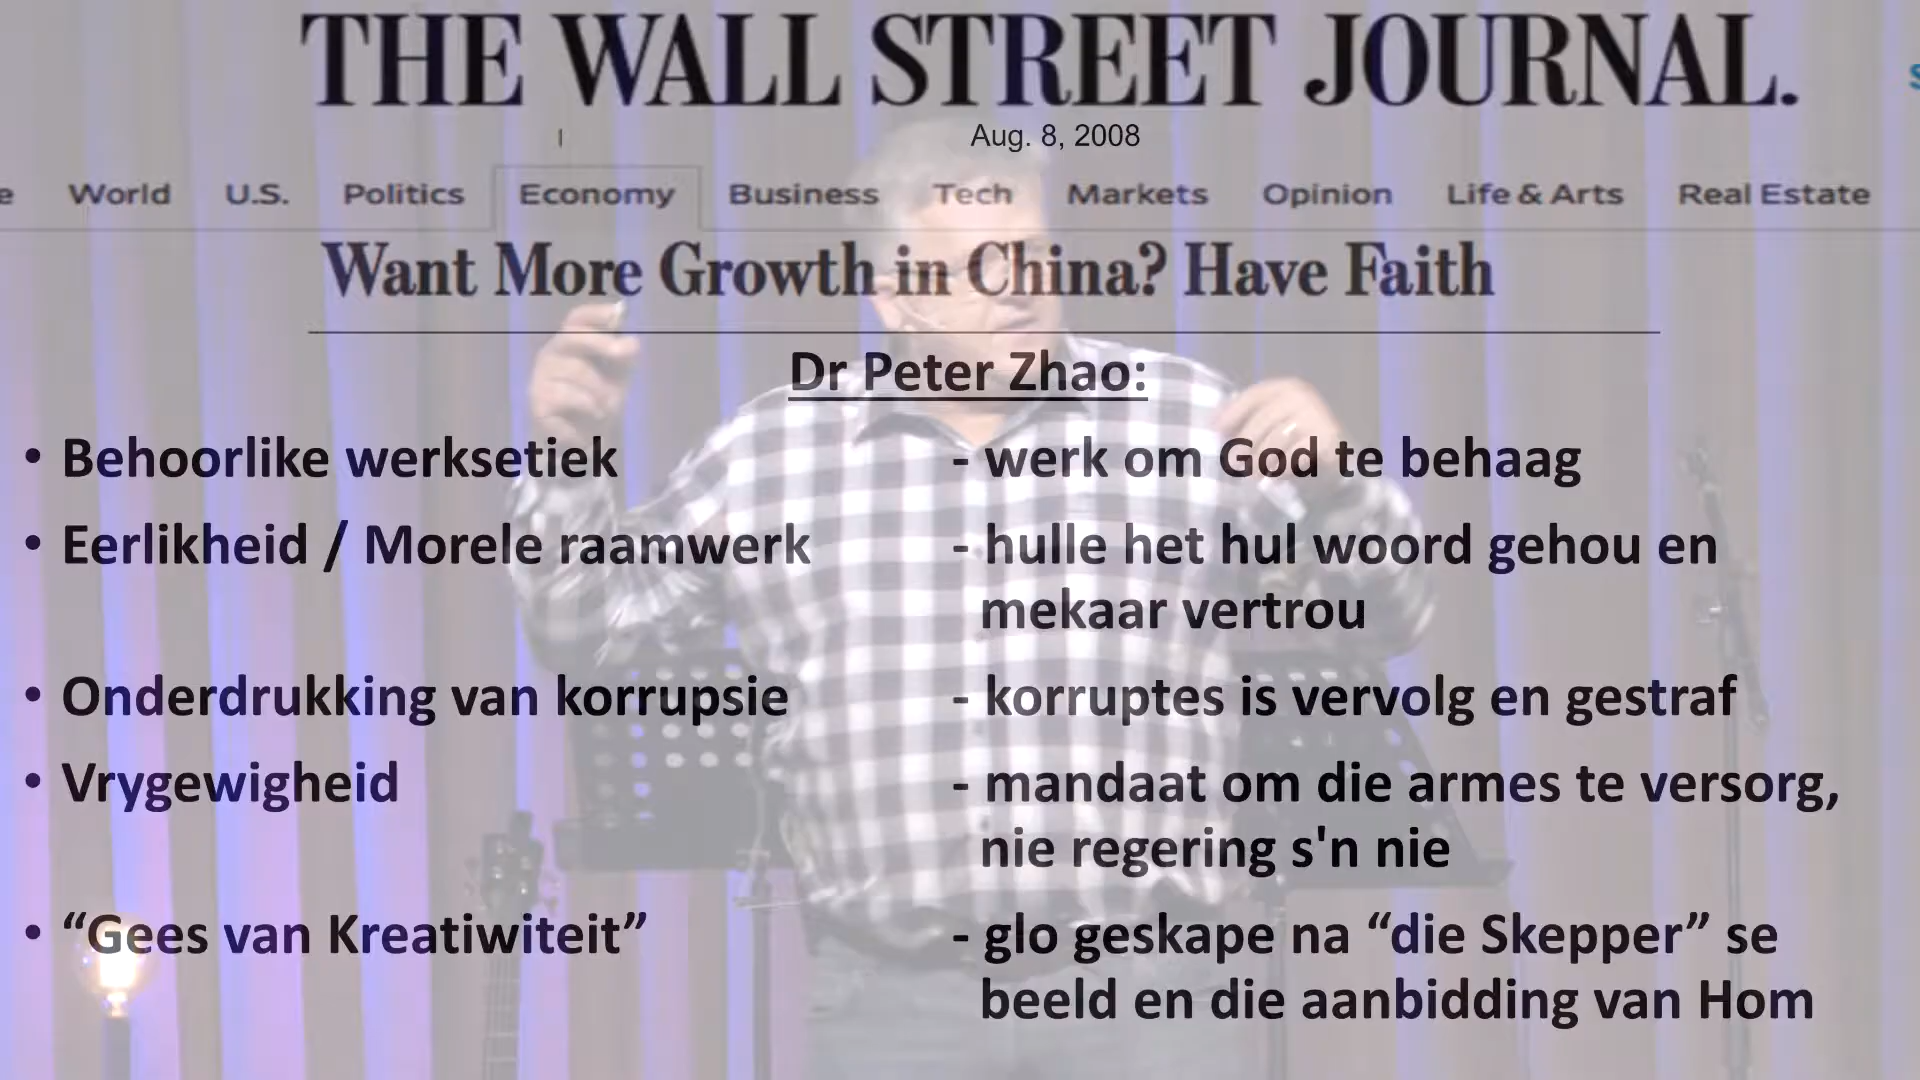 THE WALL STREET JOURNAL.
Aug. 8, 2008
e World U.S. Politics Economy Business Tech Markets Opinion Life & Arts Real Estate
Want More Growth in China? Have Faith
Dr Peter Zhao:
• Behoorlike werksetiek - werk om God te behaag
• Eerlikheid / Morele raamwerk - hulle het hul woord gehou en
mekaar vertrou
• Onderdrukking van korrupsie - korruptes is vervolg en gestraf
• Vrygewigheid - mandaat om die armes te versorg,
nie regering s'n nie
• “Gees van Kreatiwiteit” - glo geskape na “die Skepper” se
beeld en die aanbidding van Hom